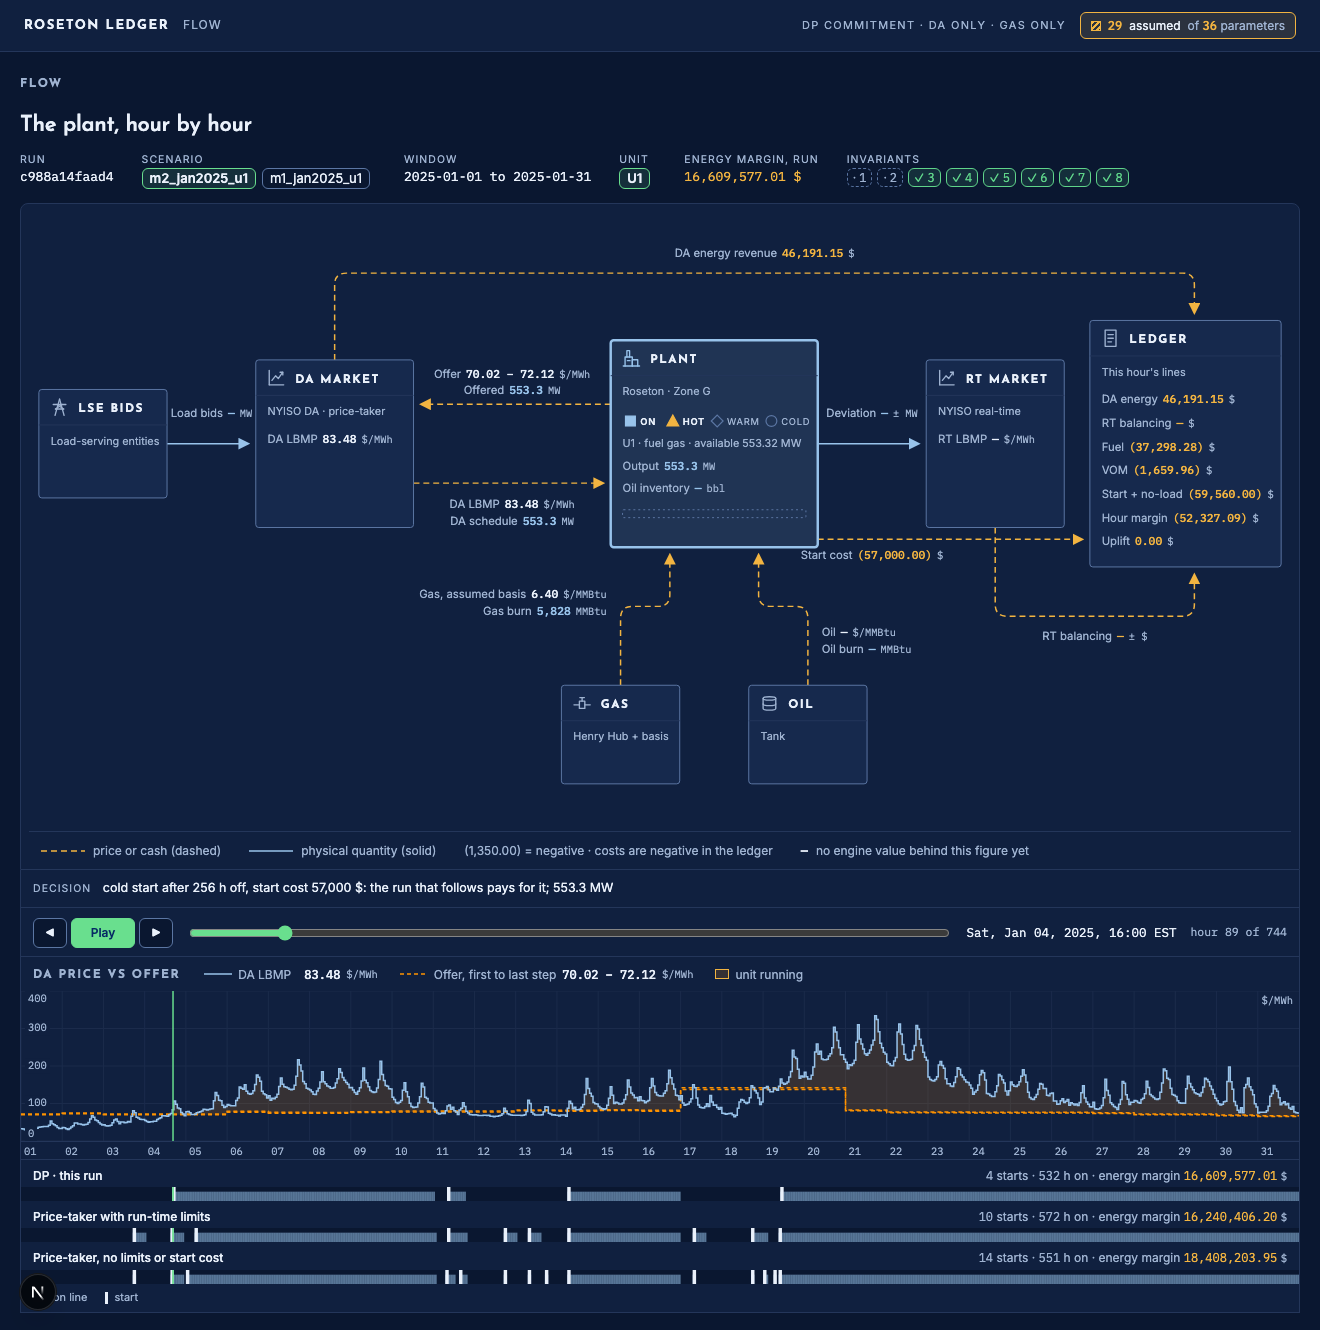 ROSETON LEDGER FLOW
DP COMMITMENT · DA ONLY · GAS ONLY
29 assumed of 36 parameters
FLOW
The plant, hour by hour
RUN
c988a14faad4
SCENARIO
m2_jan2025_u1 m1_jan2025_u1
WINDOW
2025-01-01 to 2025-01-31
UNIT
U1
ENERGY MARGIN, RUN
16,609,577.01 $
INVARIANTS
· 1 · 2 ✓ 3 ✓ 4 ✓ 5 ✓ 6 ✓ 7 ✓ 8
DA energy revenue 46,191.15 $
LSE BIDS
Load-serving entities
Load bids — MW
DA MARKET
NYISO DA · price-taker
DA LBMP 83.48 $/MWh
Offer 70.02 – 72.12 $/MWh
Offered 553.3 MW
DA LBMP 83.48 $/MWh
DA schedule 553.3 MW
PLANT
Roseton · Zone G
ON HOT WARM COLD
U1 · fuel gas · available 553.32 MW
Output 553.3 MW
Oil inventory — bbl
Deviation — ± MW
RT MARKET
NYISO real-time
RT LBMP — $/MWh
LEDGER
This hour's lines
DA energy 46,191.15 $
RT balancing — $
Fuel (37,298.28) $
VOM (1,659.96) $
Start + no-load (59,560.00) $
Hour margin (52,327.09) $
Uplift 0.00 $
Start cost (57,000.00) $
Gas, assumed basis 6.40 $/MMBtu
Gas burn 5,828 MMBtu
Oil — $/MMBtu
Oil burn — MMBtu
RT balancing — ± $
GAS
Henry Hub + basis
OIL
Tank
price or cash (dashed)
physical quantity (solid)
(1,350.00) = negative · costs are negative in the ledger
— no engine value behind this figure yet
DECISION cold start after 256 h off, start cost 57,000 $: the run that follows pays for it; 553.3 MW
Play
Sat, Jan 04, 2025, 16:00 EST hour 89 of 744
DA PRICE VS OFFER
DA LBMP 83.48 $/MWh
Offer, first to last step 70.02 – 72.12 $/MWh
unit running
$/MWh
400
300
200
100
0
01 02 03 04 05 06 07 08 09 10 11 12 13 14 15 16 17 18 19 20 21 22 23 24 25 26 27 28 29 30 31
DP · this run
4 starts · 532 h on · energy margin 16,609,577.01 $
Price-taker with run-time limits
10 starts · 572 h on · energy margin 16,240,406.20 $
Price-taker, no limits or start cost
14 starts · 551 h on · energy margin 18,408,203.95 $
N
on line
start